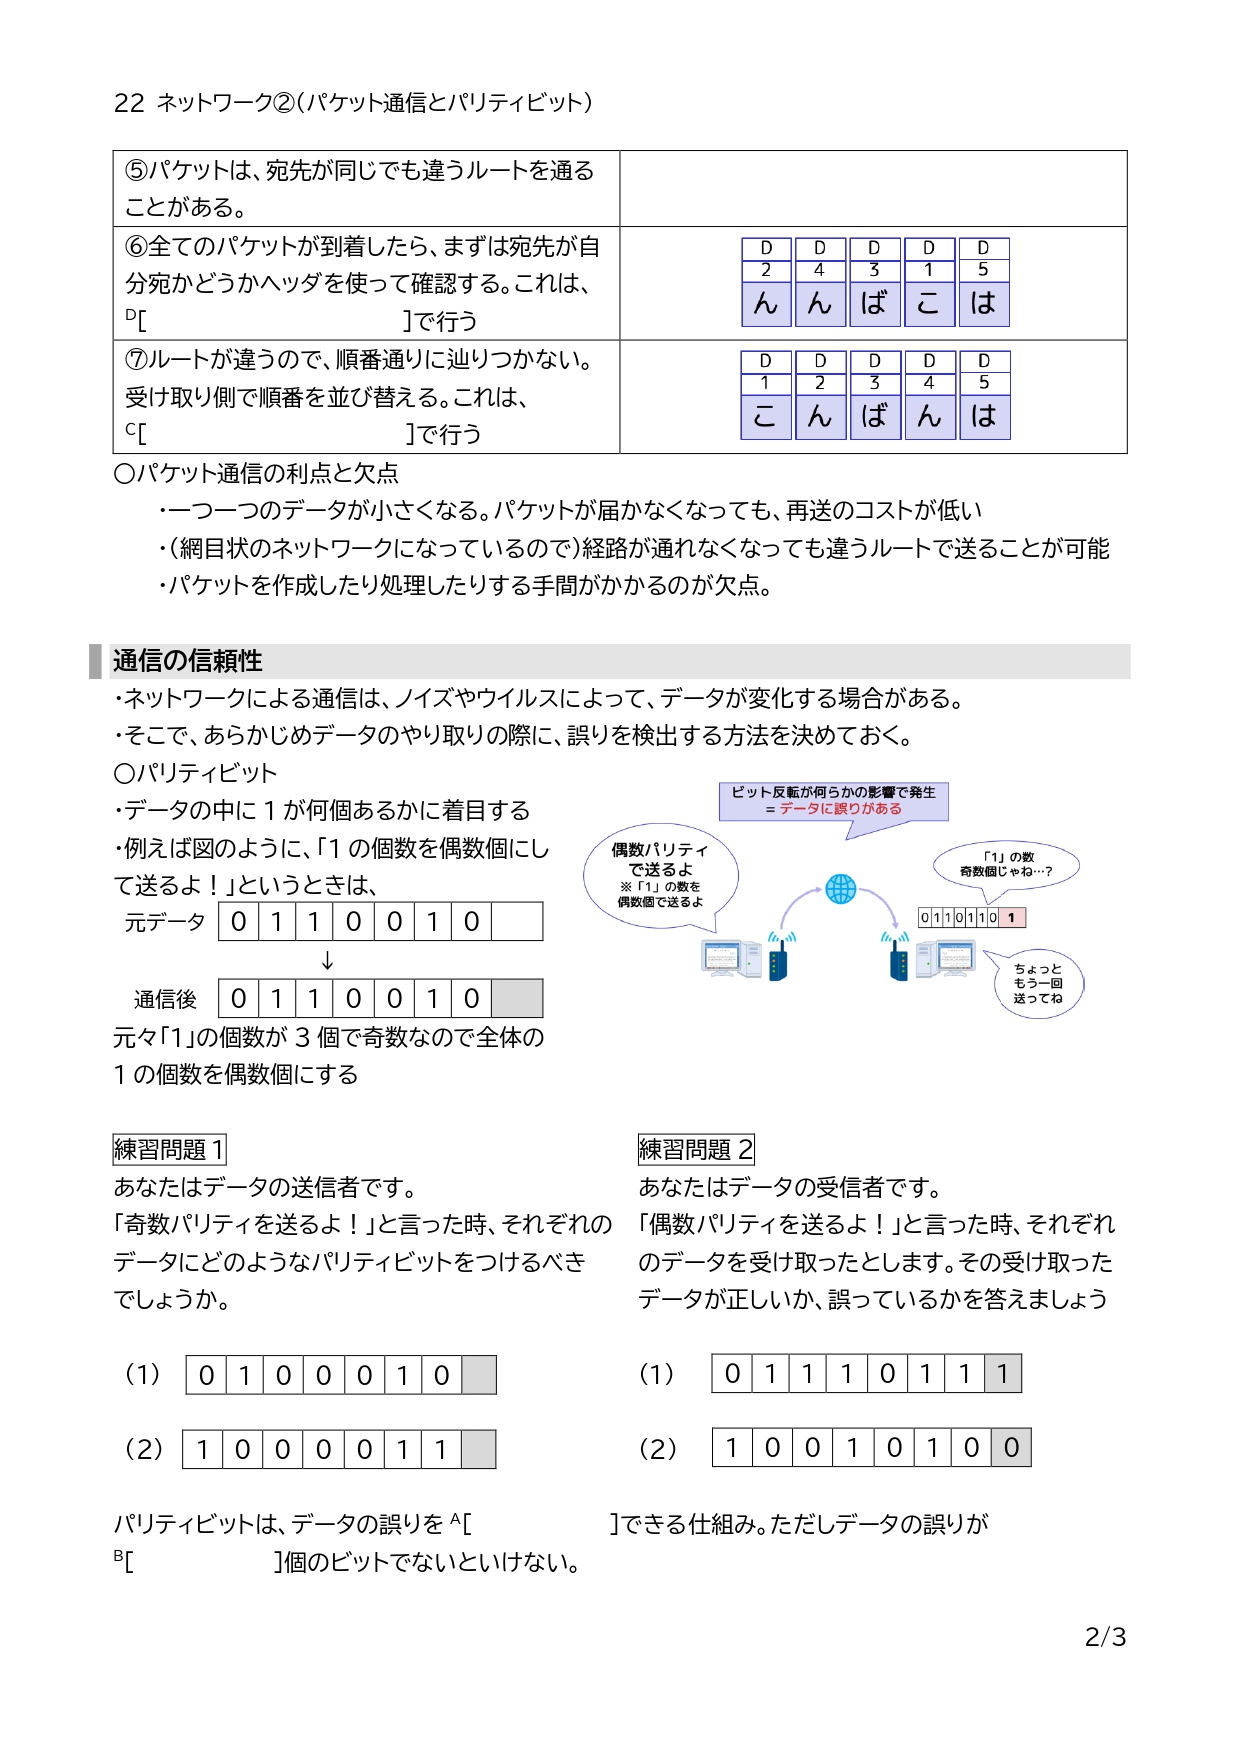 22 ネットワーク②(パケット通信とパリティビット)
⑤パケットは、宛先が同じでも違うルートを通る
ことがある。
⑥全てのパケットが到着したら、まずは宛先が自
分宛かどうかヘッダを使って確認する。これは、
D[ ]で行う
D D D D D
2 4 3 1 5
ん ん ば こ は
⑦ルートが違うので、順番通りに辿りつかない。
受け取り側で順番を並び替える。これは、
C[ ]で行う
D D D D D
1 2 3 4 5
こ ん ば ん は
○パケット通信の利点と欠点
・一つ一つのデータが小さくなる。パケットが届かなくなっても、再送のコストが低い
・(網目状のネットワークになっているので)経路が通れなくなっても違うルートで送ることが可能
・パケットを作成したり処理したりする手間がかかるのが欠点。
通信の信頼性
・ネットワークによる通信は、ノイズやウイルスによって、データが変化する場合がある。
・そこで、あらかじめデータのやり取りの際に、誤りを検出する方法を決めておく。
○パリティビット
・データの中に1が何個あるかに着目する
・例えば図のように、「1の個数を偶数個にし
て送るよ！」というときは、
元データ 0 1 1 0 0 1 0
↓
通信後 0 1 1 0 0 1 0
元々「1」の個数が3個で奇数なので全体の
1の個数を偶数個にする
ビット反転が何らかの影響で発生
= データに誤りがある
偶数パリティ
で送るよ
※「1」の数を
偶数個で送るよ
「1」の数
奇数個じゃね…?
0 1 1 0 1 1 0 1
ちょっと
もう一回
送ってね
練習問題1
あなたはデータの送信者です。
「奇数パリティを送るよ！」と言った時、それぞれの
データにどのようなパリティビットをつけるべき
でしょうか。
(1) 0 1 0 0 0 1 0
(2) 1 0 0 0 0 1 1
練習問題2
あなたはデータの受信者です。
「偶数パリティを送るよ！」と言った時、それぞれ
のデータを受け取ったとします。その受け取った
データが正しいか、誤っているかを答えましょう
(1) 0 1 1 1 0 1 1 1
(2) 1 0 0 1 0 1 0 0
パリティビットは、データの誤りをA[ ]できる仕組み。ただしデータの誤りが
B[ ]個のビットでないといけない。
2/3